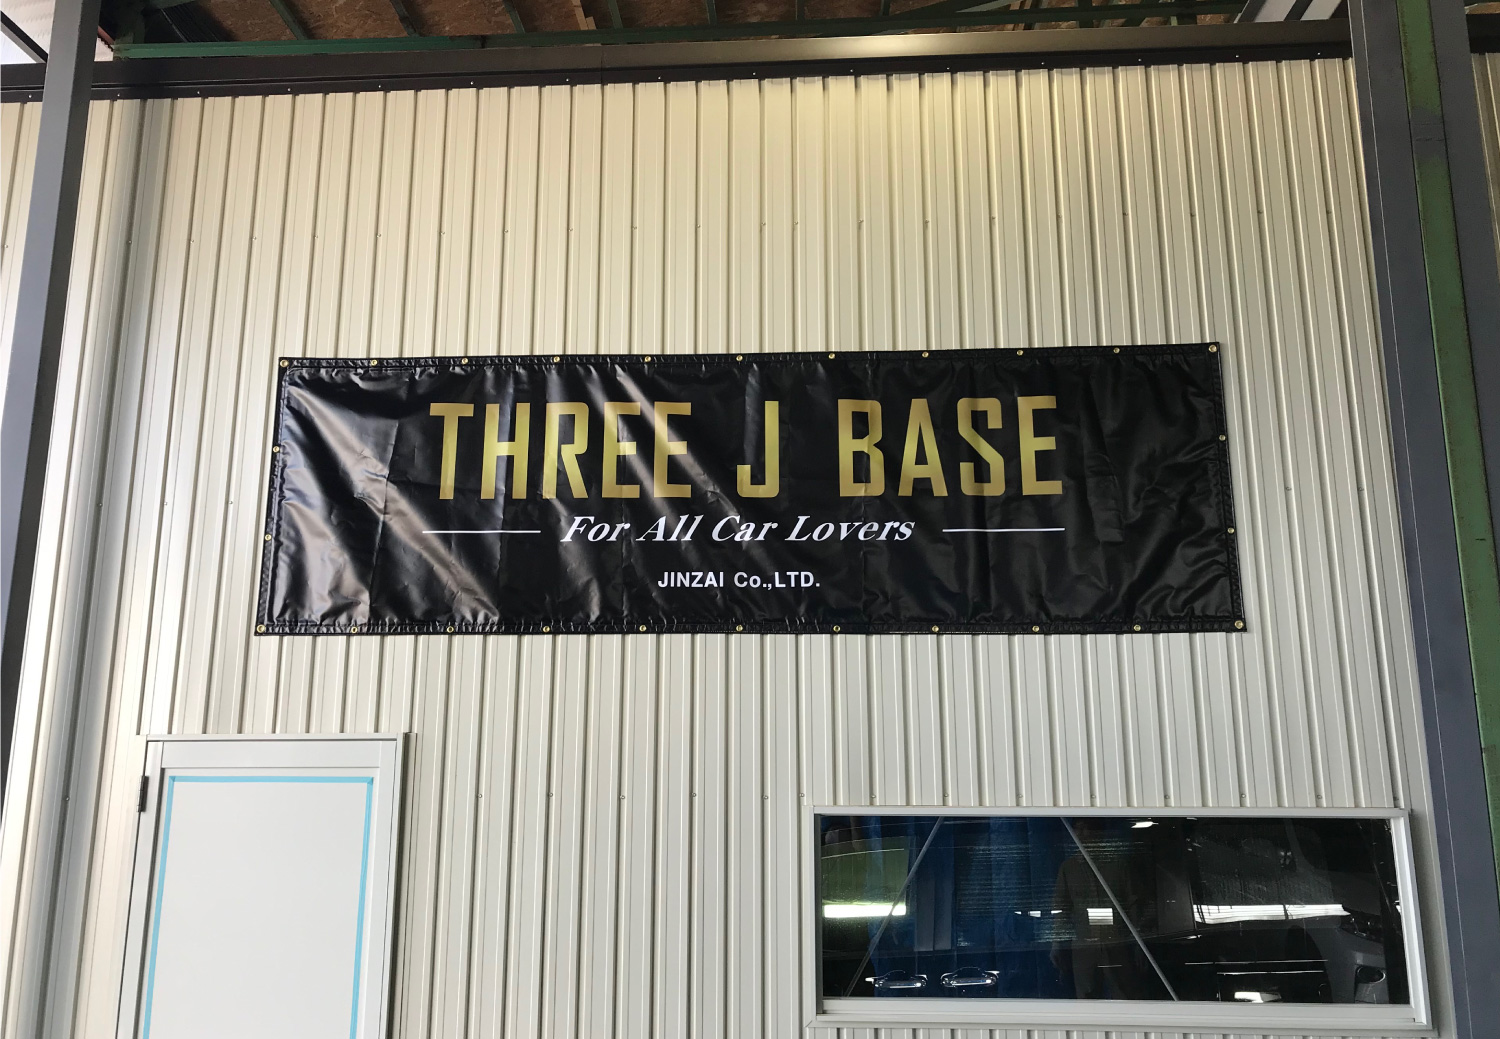 THREE J BASE
For All Car Lovers
JINZAI Co.,LTD.